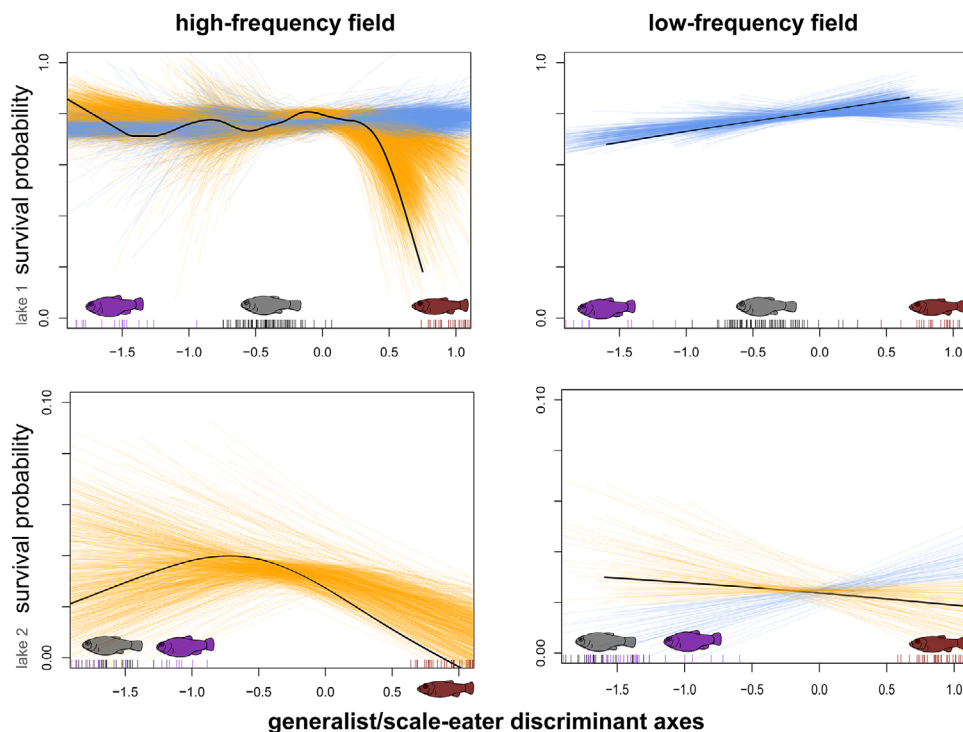 high-frequency field
low-frequency field
lake 1 survival probability
1.0
0.0
−1.5 −1.0 −0.5 0.0 0.5 1.0
1.0
0.0
−1.5 −1.0 −0.5 0.0 0.5 1.0
lake 2 survival probability
0.10
0.00
−1.5 −1.0 −0.5 0.0 0.5 1.0
0.10
0.00
−1.5 −1.0 −0.5 0.0 0.5 1.0
generalist/scale-eater discriminant axes